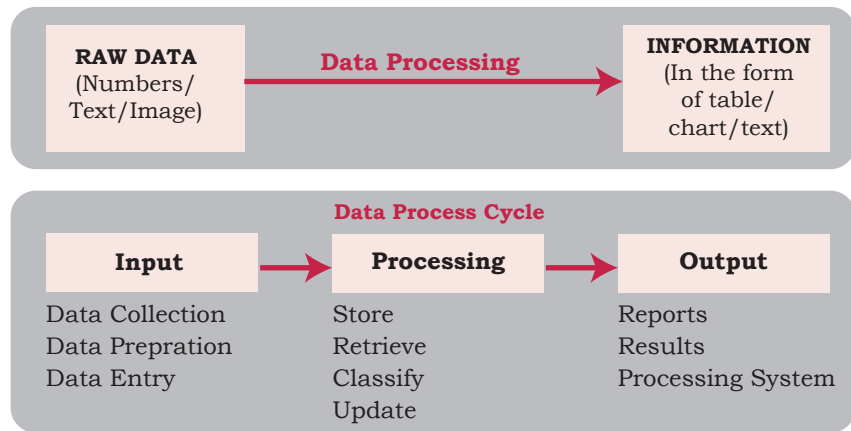 RAW DATA
(Numbers/
Text/Image)
Data Processing
INFORMATION
(In the form
of table/
chart/text)
Data Process Cycle
Input
Processing
Output
Data Collection
Data Prepration
Data Entry
Store
Retrieve
Classify
Update
Reports
Results
Processing System